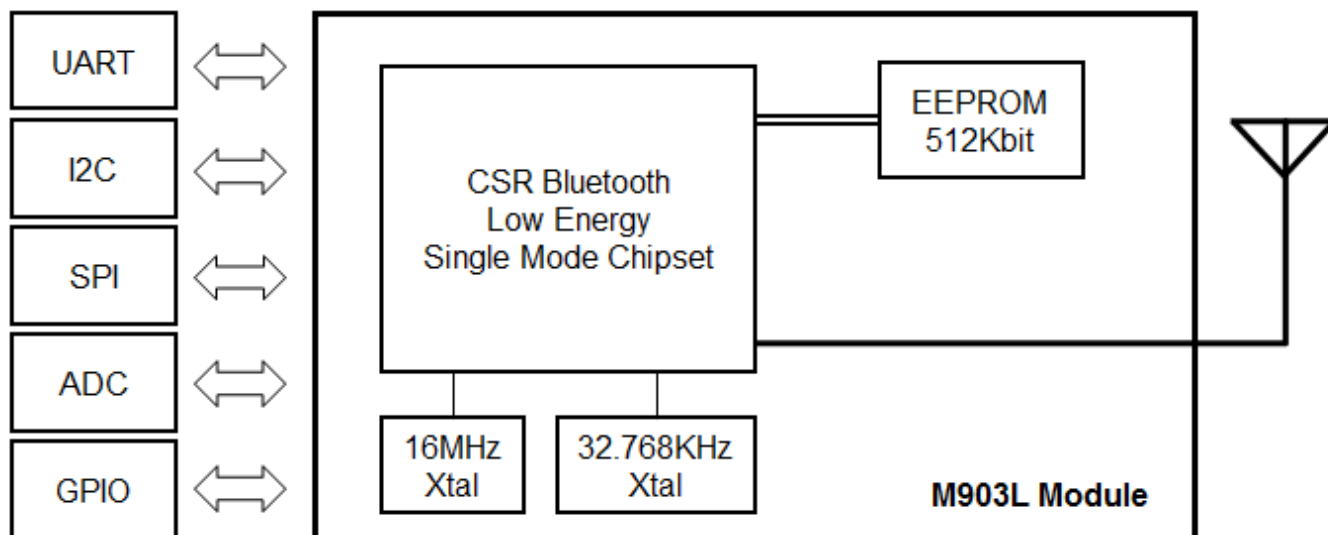 UART
I2C
SPI
ADC
GPIO
CSR Bluetooth
Low Energy
Single Mode Chipset
EEPROM
512Kbit
16MHz
Xtal
32.768KHz
Xtal
M903L Module